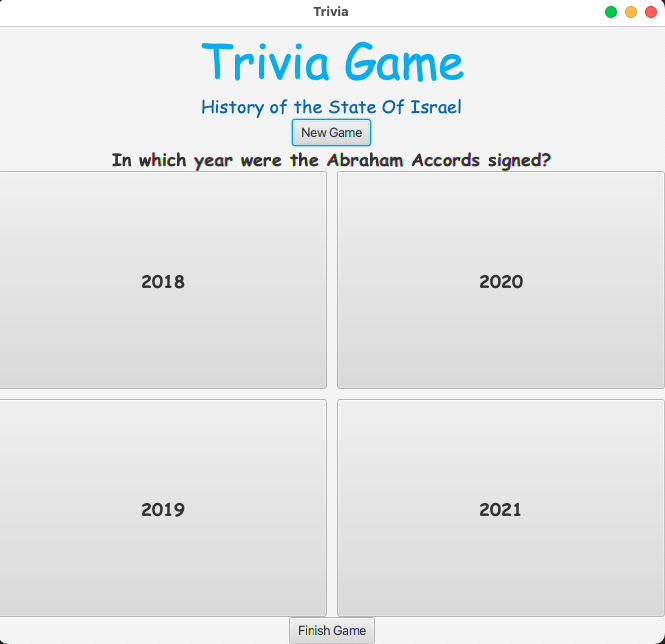 Trivia
Trivia Game
History of the State Of Israel
New Game
In which year were the Abraham Accords signed?
2018
2020
2019
2021
Finish Game